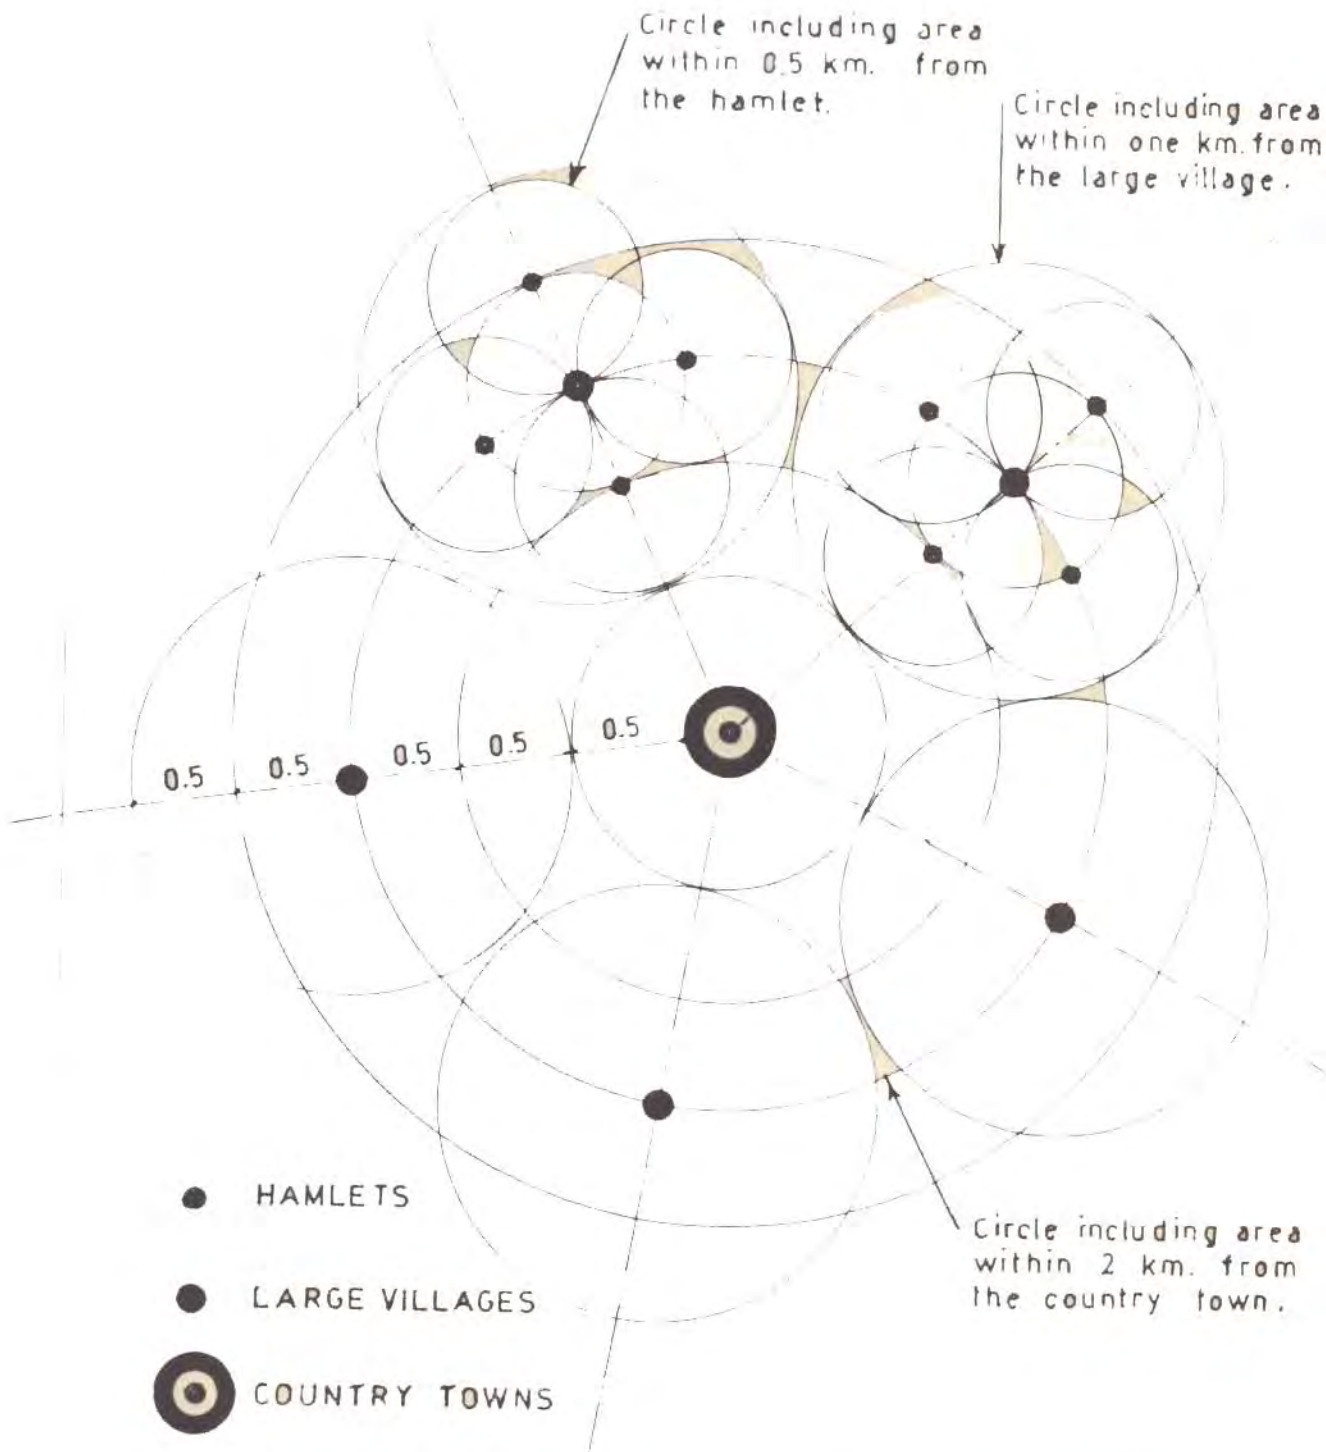 Circle including area
within 0.5 km. from
the hamlet.
Circle including area
within one km. from
the large village.
0.5 0.5 0.5 0.5 0.5
Circle including area
within 2 km. from
the country town.
HAMLETS
LARGE VILLAGES
COUNTRY TOWNS